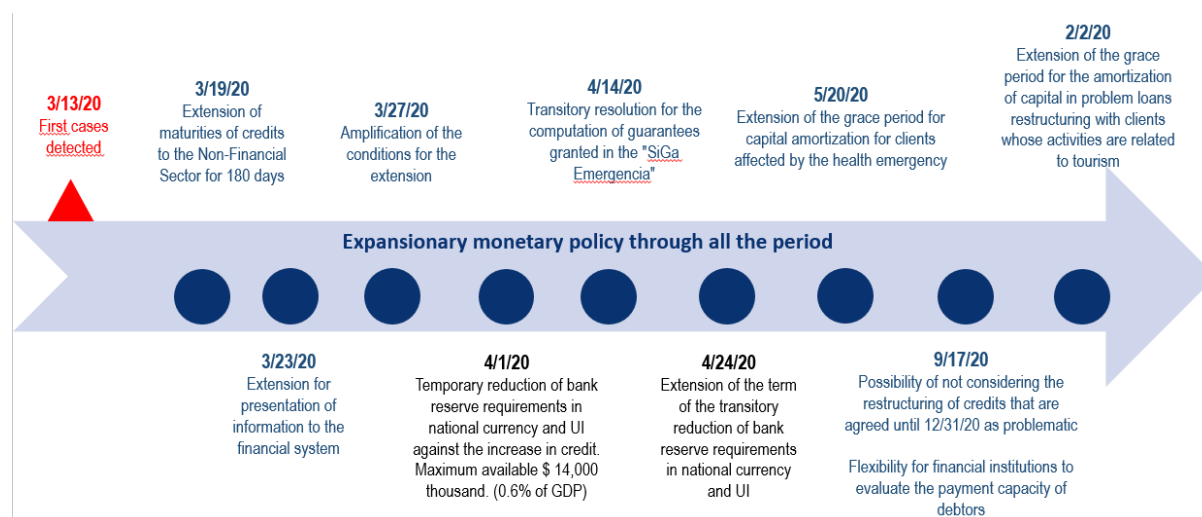 3/13/20
First cases
detected
3/19/20
Extension of
maturities of credits
to the Non-Financial
Sector for 180 days
3/27/20
Amplification of the
conditions for the
extension
4/14/20
Transitory resolution for the
computation of guarantees
granted in the "SiGa
Emergencia"
5/20/20
Extension of the grace period for
capital amortization for clients
affected by the health emergency
2/2/20
Extension of the grace
period for the amortization
of capital in problem loans
restructuring with clients
whose activities are related
to tourism
Expansionary monetary policy through all the period
3/23/20
Extension for
presentation of
information to the
financial system
4/1/20
Temporary reduction of bank
reserve requirements in
national currency and UI
against the increase in credit.
Maximum available $ 14,000
thousand. (0.6% of GDP)
4/24/20
Extension of the term
of the transitory
reduction of bank
reserve requirements
in national currency
and UI
9/17/20
Possibility of not considering the
restructuring of credits that are
agreed until 12/31/20 as problematic
Flexibility for financial institutions to
evaluate the payment capacity of
debtors